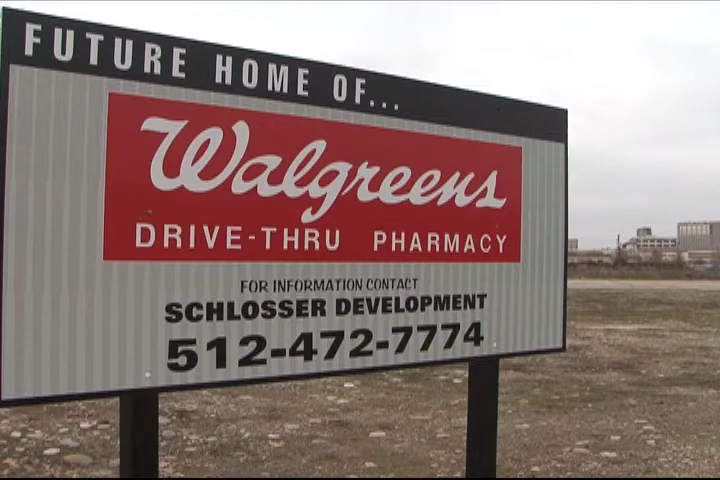 FUTURE HOME OF...
Walgreens
DRIVE-THRU PHARMACY
FOR INFORMATION CONTACT
SCHLOSSER DEVELOPMENT
512-472-7774